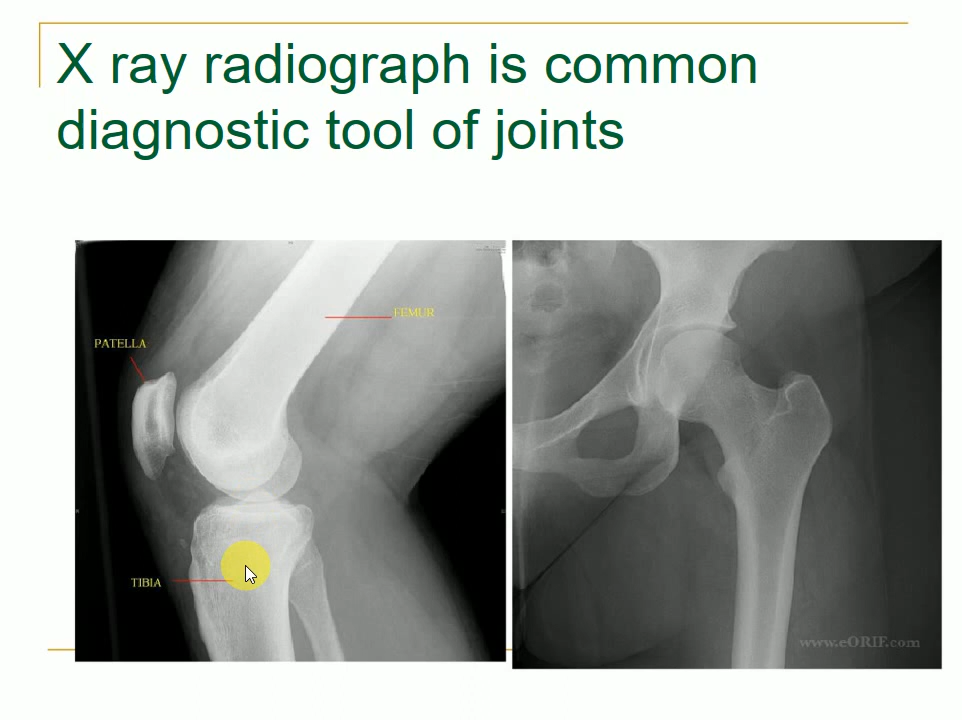 X ray radiograph is common
diagnostic tool of joints
FEMUR
PATELLA
TIBIA
www.eORIF.com